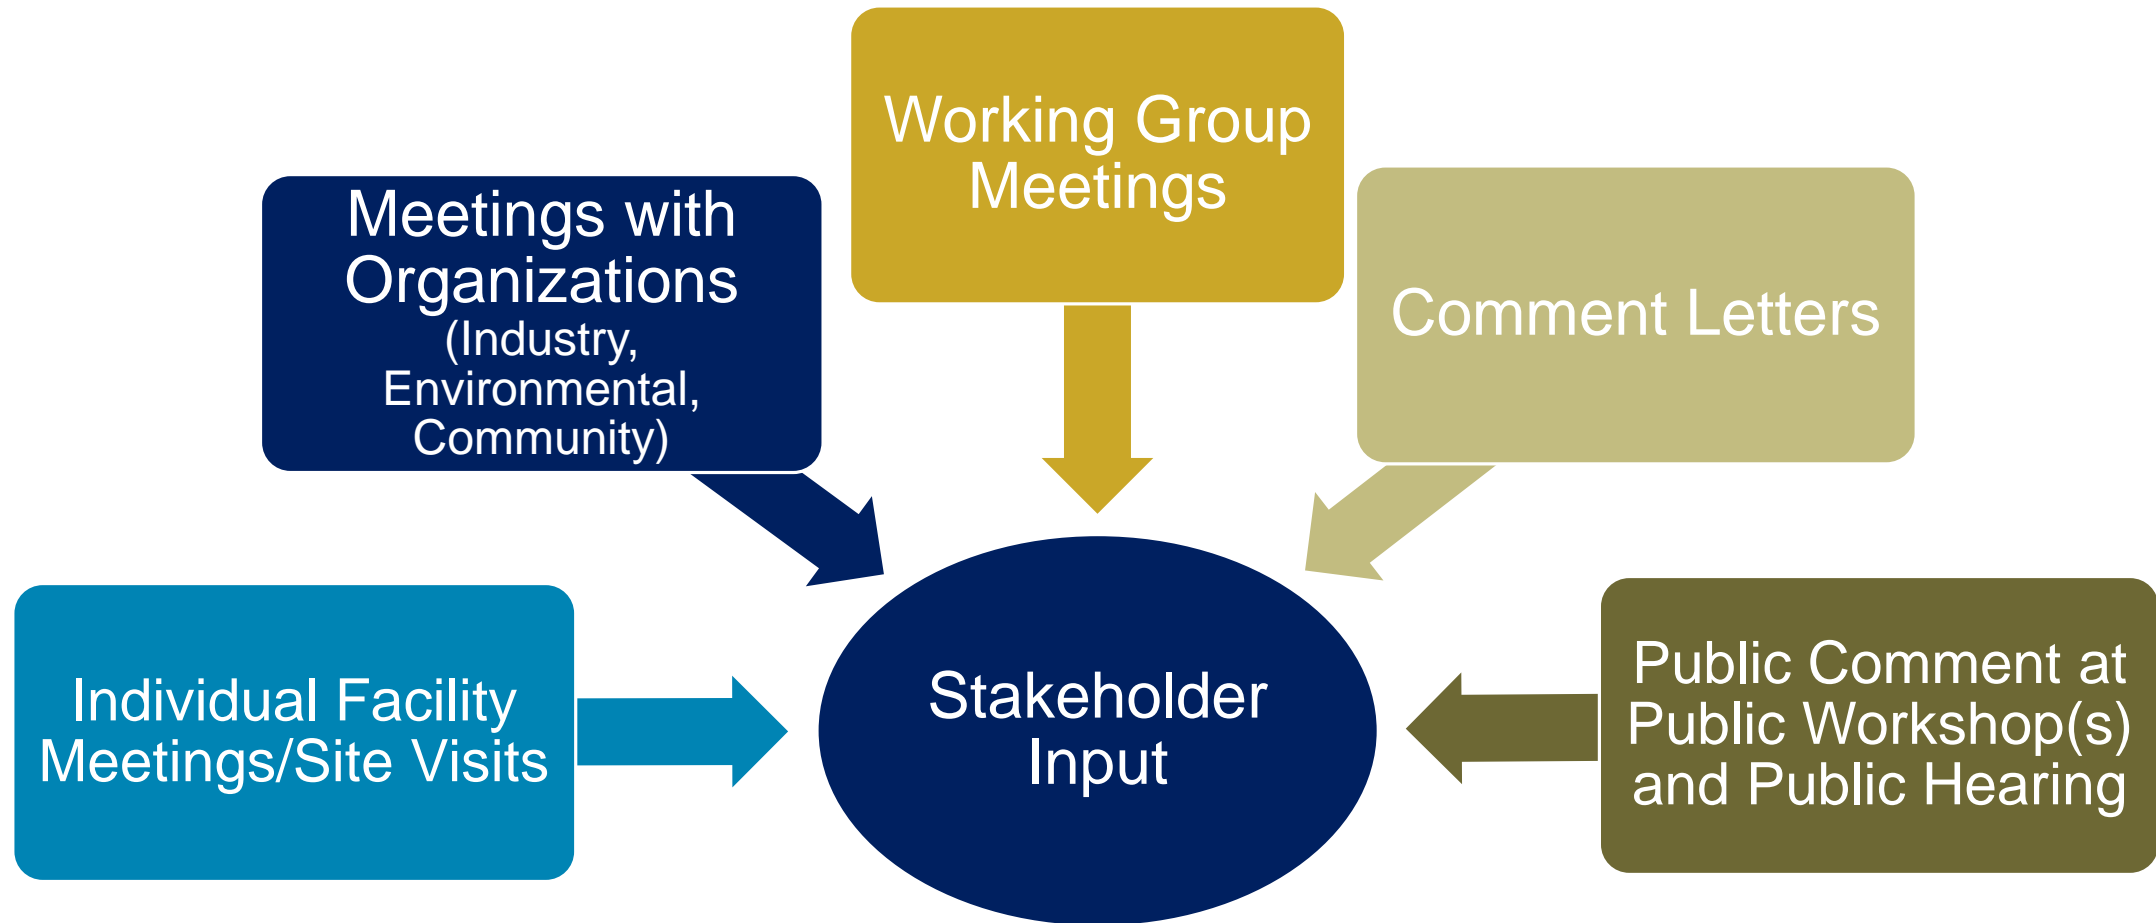 Working Group
Meetings
Meetings with
Organizations
(Industry,
Environmental,
Community)
Comment Letters
Individual Facility
Meetings/Site Visits
Stakeholder
Input
Public Comment at
Public Workshop(s)
and Public Hearing